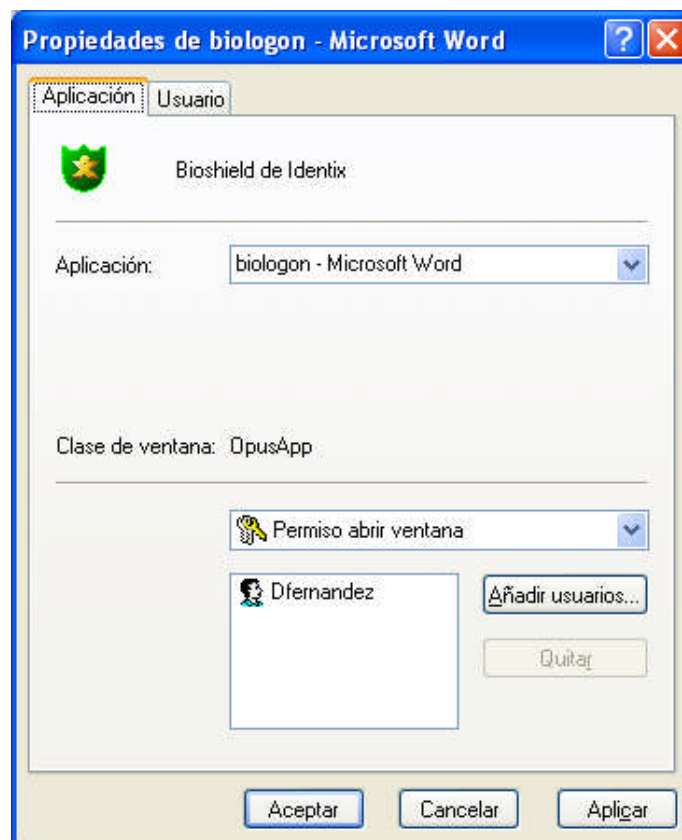 Propiedades de biologon - Microsoft Word
Aplicación Usuario
Bioshield de Identix
Aplicación: biologon - Microsoft Word
Clase de ventana: OpusApp
Permiso abrir ventana
Dfernandez
Añadir usuarios...
Quitar
Aceptar Cancelar Aplicar